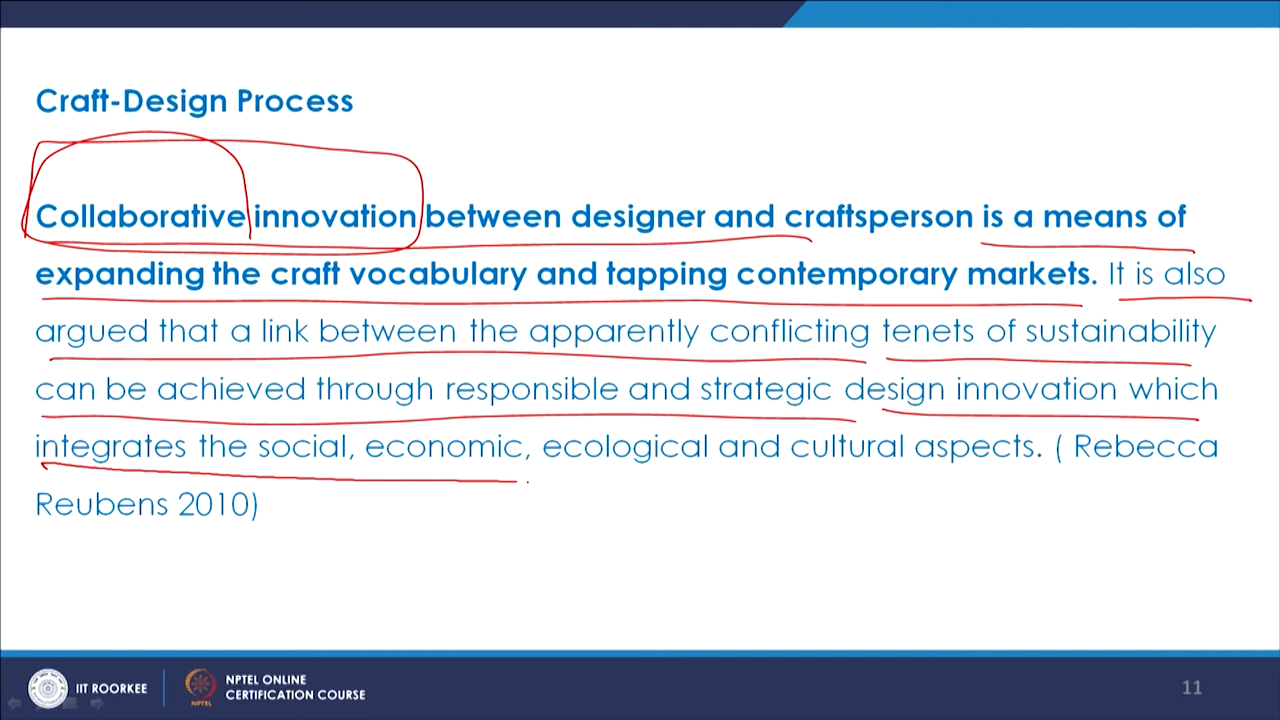 Craft-Design Process
Collaborative innovation between designer and craftsperson is a means of
expanding the craft vocabulary and tapping contemporary markets. It is also
argued that a link between the apparently conflicting tenets of sustainability
can be achieved through responsible and strategic design innovation which
integrates the social, economic, ecological and cultural aspects. ( Rebecca
Reubens 2010)
IIT ROORKEE
NPTEL
NPTEL ONLINE
CERTIFICATION COURSE
11